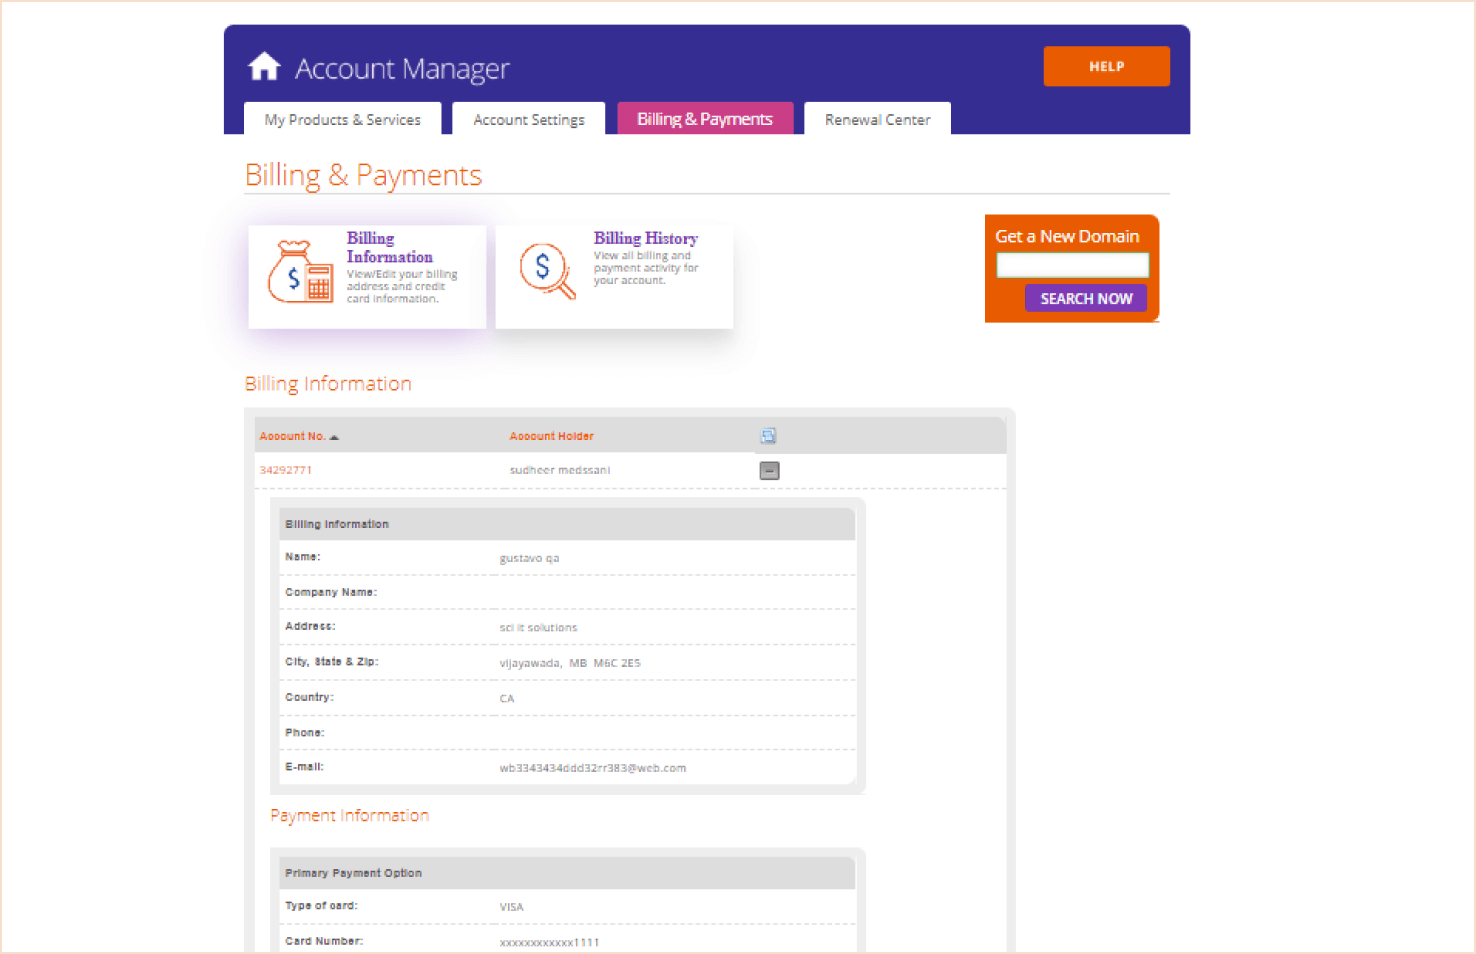 Account Manager
HELP
My Products & Services
Account Settings
Billing & Payments
Renewal Center
Billing & Payments
Billing
Information
View/Edit your billing
address and credit
card information.
Billing History
View all billing and
payment activity for
your account.
Get a New Domain
SEARCH NOW
Billing Information
Account No.
Account Holder
34292771
sudheer medssani
Billing Information
Name:
gustavo qa
Company Name:
Address:
sci it solutions
City, State & Zip:
vijayawada, MB M6C 2E5
Country:
CA
Phone:
E-mail:
wb3343434ddd32rr383@web.com
Payment Information
Primary Payment Option
Type of card:
VISA
Card Number:
xxxxxxxxxxxx1111